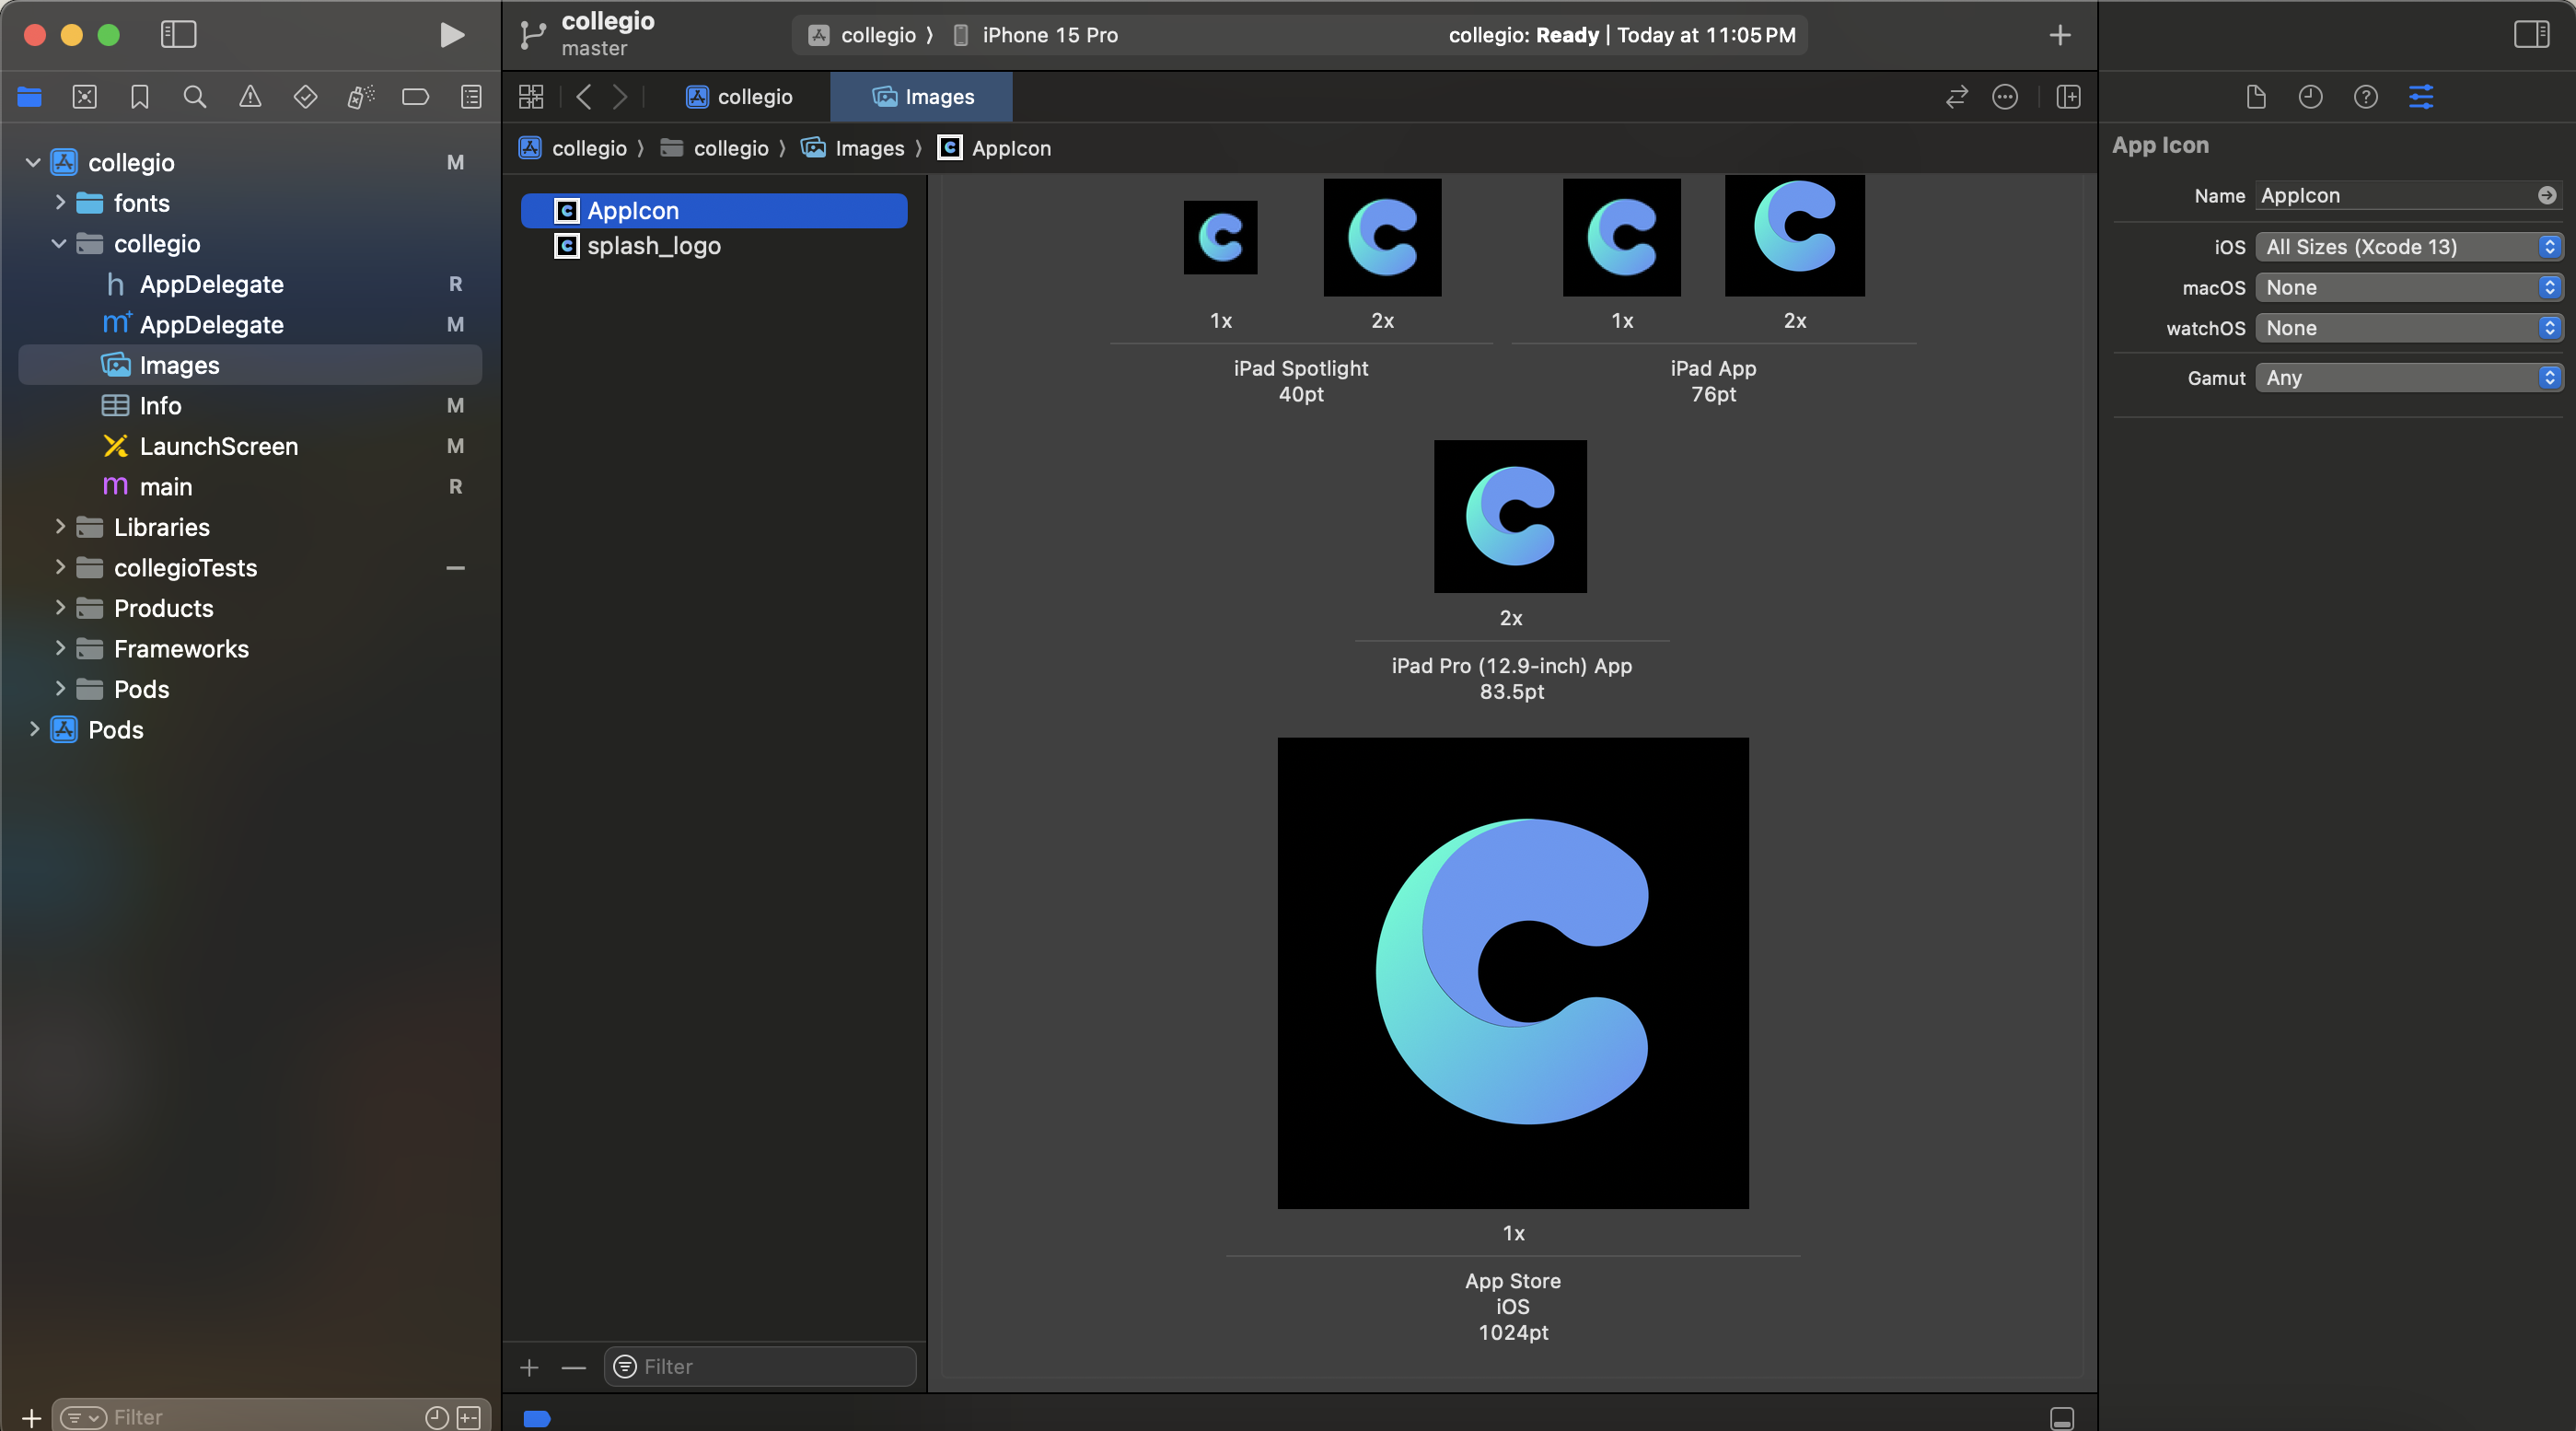 collegio
master
collegio
iPhone 15 Pro
collegio: Ready | Today at 11:05 PM
collegio
Images
collegio
collegio
Images
AppIcon
collegio M
fonts
collegio
h AppDelegate R
m+ AppDelegate M
Images
Info M
LaunchScreen M
m main R
Libraries
collegioTests
Products
Frameworks
Pods
Pods
Filter
AppIcon
splash_logo
Filter
1x
2x
1x
2x
iPad Spotlight
40pt
iPad App
76pt
2x
iPad Pro (12.9-inch) App
83.5pt
1x
App Store
iOS
1024pt
App Icon
Name AppIcon
iOS All Sizes (Xcode 13)
macOS None
watchOS None
Gamut Any